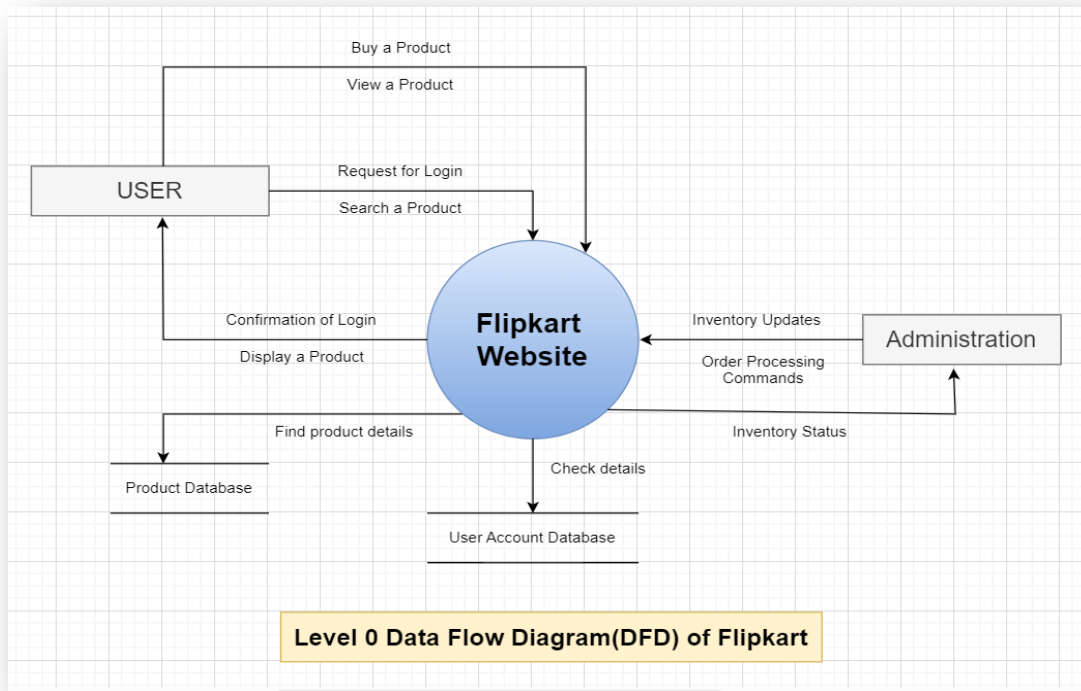 Buy a Product
View a Product
USER
Request for Login
Search a Product
Confirmation of Login
Display a Product
Flipkart
Website
Inventory Updates
Order Processing
Commands
Administration
Find product details
Inventory Status
Check details
Product Database
User Account Database
Level 0 Data Flow Diagram(DFD) of Flipkart